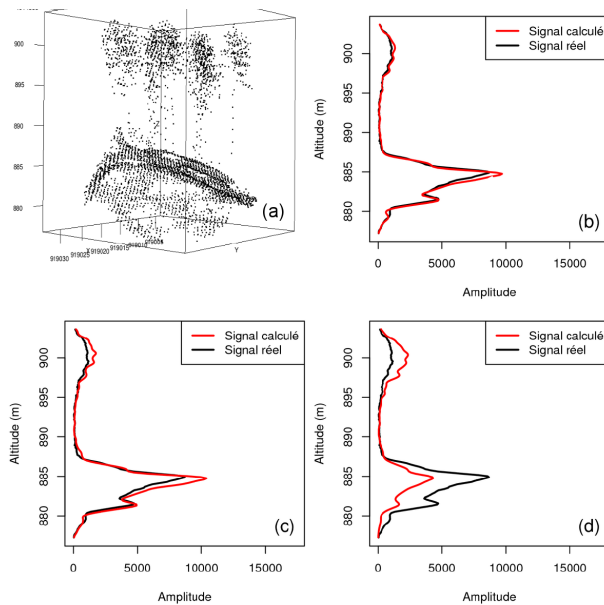 900
895
890
885
880
919030
919025
X
919020
919015
919010
Y
(a)
Signal calculé
Signal réel
Altitude (m)
900
895
890
885
880
0 5000 10000 15000
Amplitude
(b)
Signal calculé
Signal réel
Altitude (m)
900
895
890
885
880
0 5000 10000 15000
Amplitude
(c)
Signal calculé
Signal réel
Altitude (m)
900
895
890
885
880
0 5000 10000 15000
Amplitude
(d)